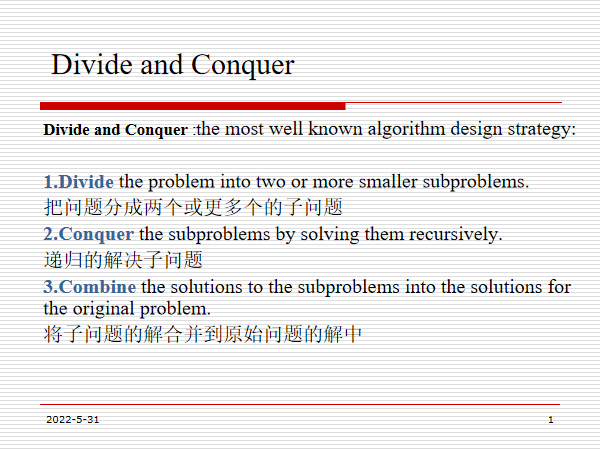 Divide and Conquer
Divide and Conquer :the most well known algorithm design strategy:
1.Divide the problem into two or more smaller subproblems.
把问题分成两个或更多个的子问题
2.Conquer the subproblems by solving them recursively.
递归的解决子问题
3.Combine the solutions to the subproblems into the solutions for
the original problem.
将子问题的解合并到原始问题的解中
2022-5-31
1